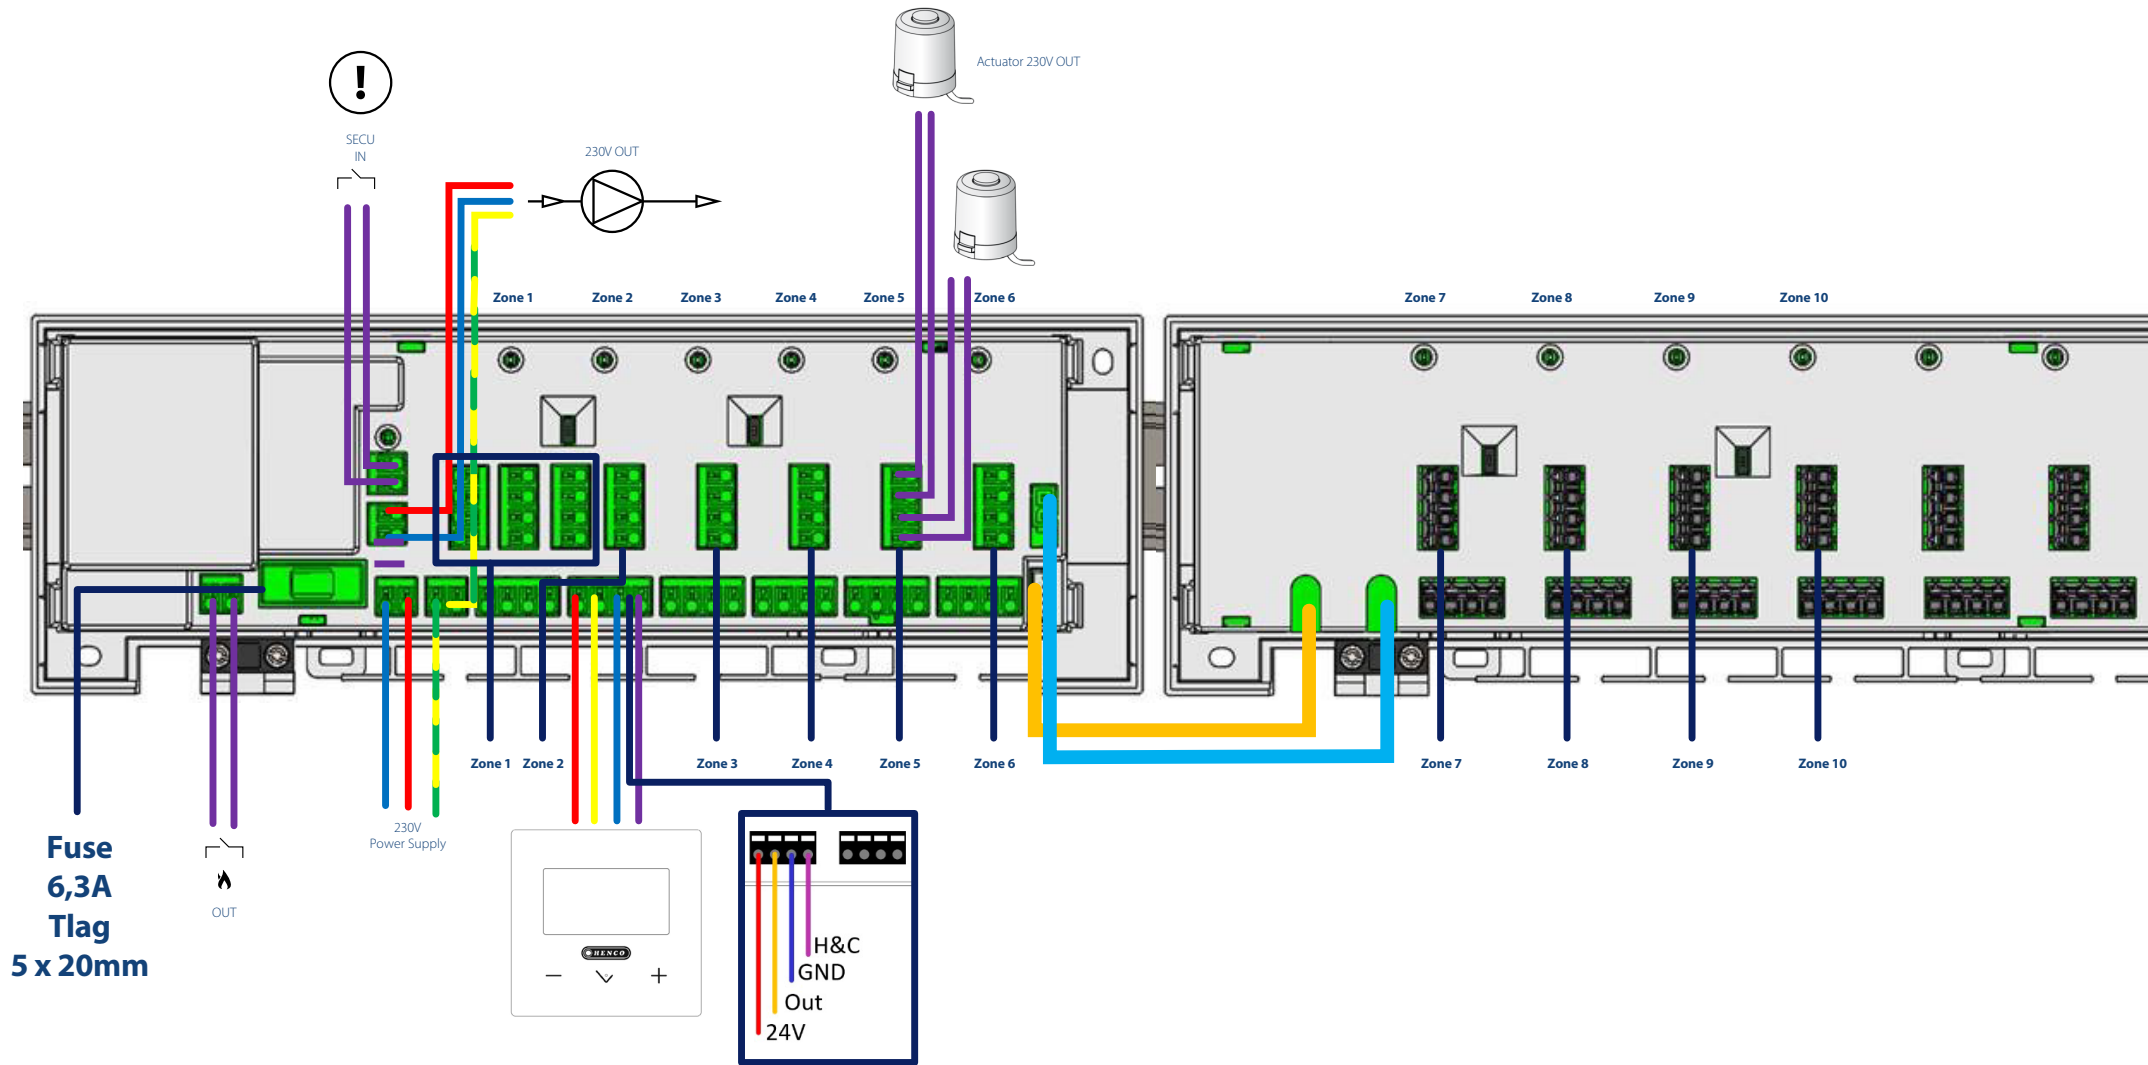 Actuator 230V OUT
SECU
IN
230V OUT
Zone 1
Zone 2
Zone 3
Zone 4
Zone 5
Zone 6
Zone 7
Zone 8
Zone 9
Zone 10
Zone 1
Zone 2
Zone 3
Zone 4
Zone 5
Zone 6
Zone 7
Zone 8
Zone 9
Zone 10
230V
Power Supply
Fuse
6,3A
Tlag
5 x 20mm
OUT
HENCO
H&C
GND
Out
24V